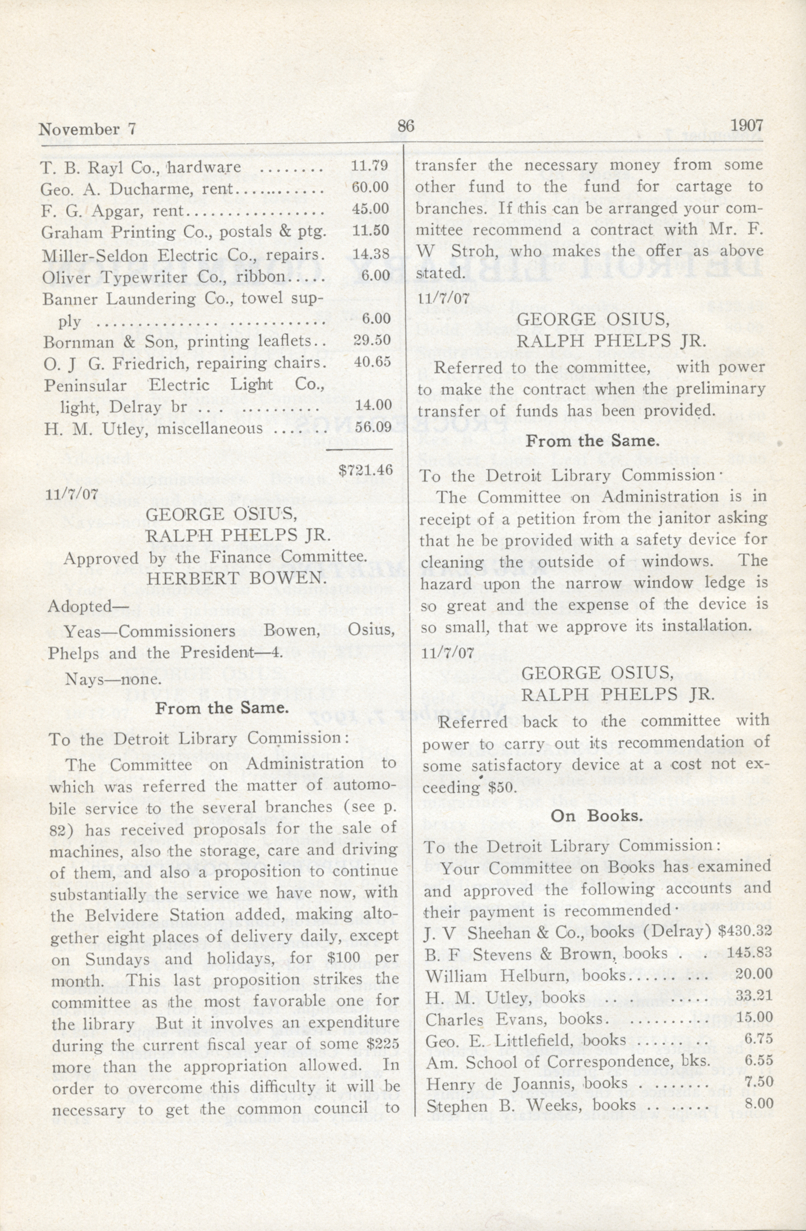 November 7 86 1907
T. B. Rayl Co., hardware ........ 11.79
Geo. A. Ducharme, rent............ 60.00
F. G. Apgar, rent................. 45.00
Graham Printing Co., postals & ptg. 11.50
Miller-Seldon Electric Co., repairs. 14.38
Oliver Typewriter Co., ribbon..... 6.00
Banner Laundering Co., towel sup-
ply .............. ............ 6.00
Bornman & Son, printing leaflets.. 29.50
O. J G. Friedrich, repairing chairs. 40.65
Peninsular Electric Light Co.,
light, Delray br ... .......... 14.00
H. M. Utley, miscellaneous .... .. 56.09
$721.46
11/7/07
GEORGE OSIUS,
RALPH PHELPS JR.
Approved by the Finance Committee.
HERBERT BOWEN.
Adopted—
Yeas—Commissioners Bowen, Osius,
Phelps and the President—4.
Nays—none.
From the Same.
To the Detroit Library Commission:
The Committee on Administration to
which was referred the matter of automo-
bile service to the several branches (see p.
82) has received proposals for the sale of
machines, also the storage, care and driving
of them, and also a proposition to continue
substantially the service we have now, with
the Belvidere Station added, making alto-
gether eight places of delivery daily, except
on Sundays and holidays, for $100 per
month. This last proposition strikes the
committee as the most favorable one for
the library But it involves an expenditure
during the current fiscal year of some $225
more than the appropriation allowed. In
order to overcome this difficulty it will be
necessary to get the common council to
transfer the necessary money from some
other fund to the fund for cartage to
branches. If this can be arranged your com-
mittee recommend a contract with Mr. F.
W Stroh, who makes the offer as above
stated.
11/7/07
GEORGE OSIUS,
RALPH PHELPS JR.
Referred to the committee, with power
to make the contract when the preliminary
transfer of funds has been provided.
From the Same.
To the Detroit Library Commission·
The Committee on Administration is in
receipt of a petition from the janitor asking
that he be provided with a safety device for
cleaning the outside of windows. The
hazard upon the narrow window ledge is
so great and the expense of the device is
so small, that we approve its installation.
11/7/07
GEORGE OSIUS,
RALPH PHELPS JR.
Referred back to the committee with
power to carry out its recommendation of
some satisfactory device at a cost not ex-
ceeding $50.
On Books.
To the Detroit Library Commission:
Your Committee on Books has examined
and approved the following accounts and
their payment is recommended·
J. V Sheehan & Co., books (Delray) $430.32
B. F Stevens & Brown, books . . 145.83
William Helburn, books...... ... 20.00
H. M. Utley, books .. . ..... 33.21
Charles Evans, books. .......... 15.00
Geo. E. Littlefield, books ...... .. 6.75
Am. School of Correspondence, bks. 6.55
Henry de Joannis, books . ....... 7.50
Stephen B. Weeks, books .. ...... 8.00